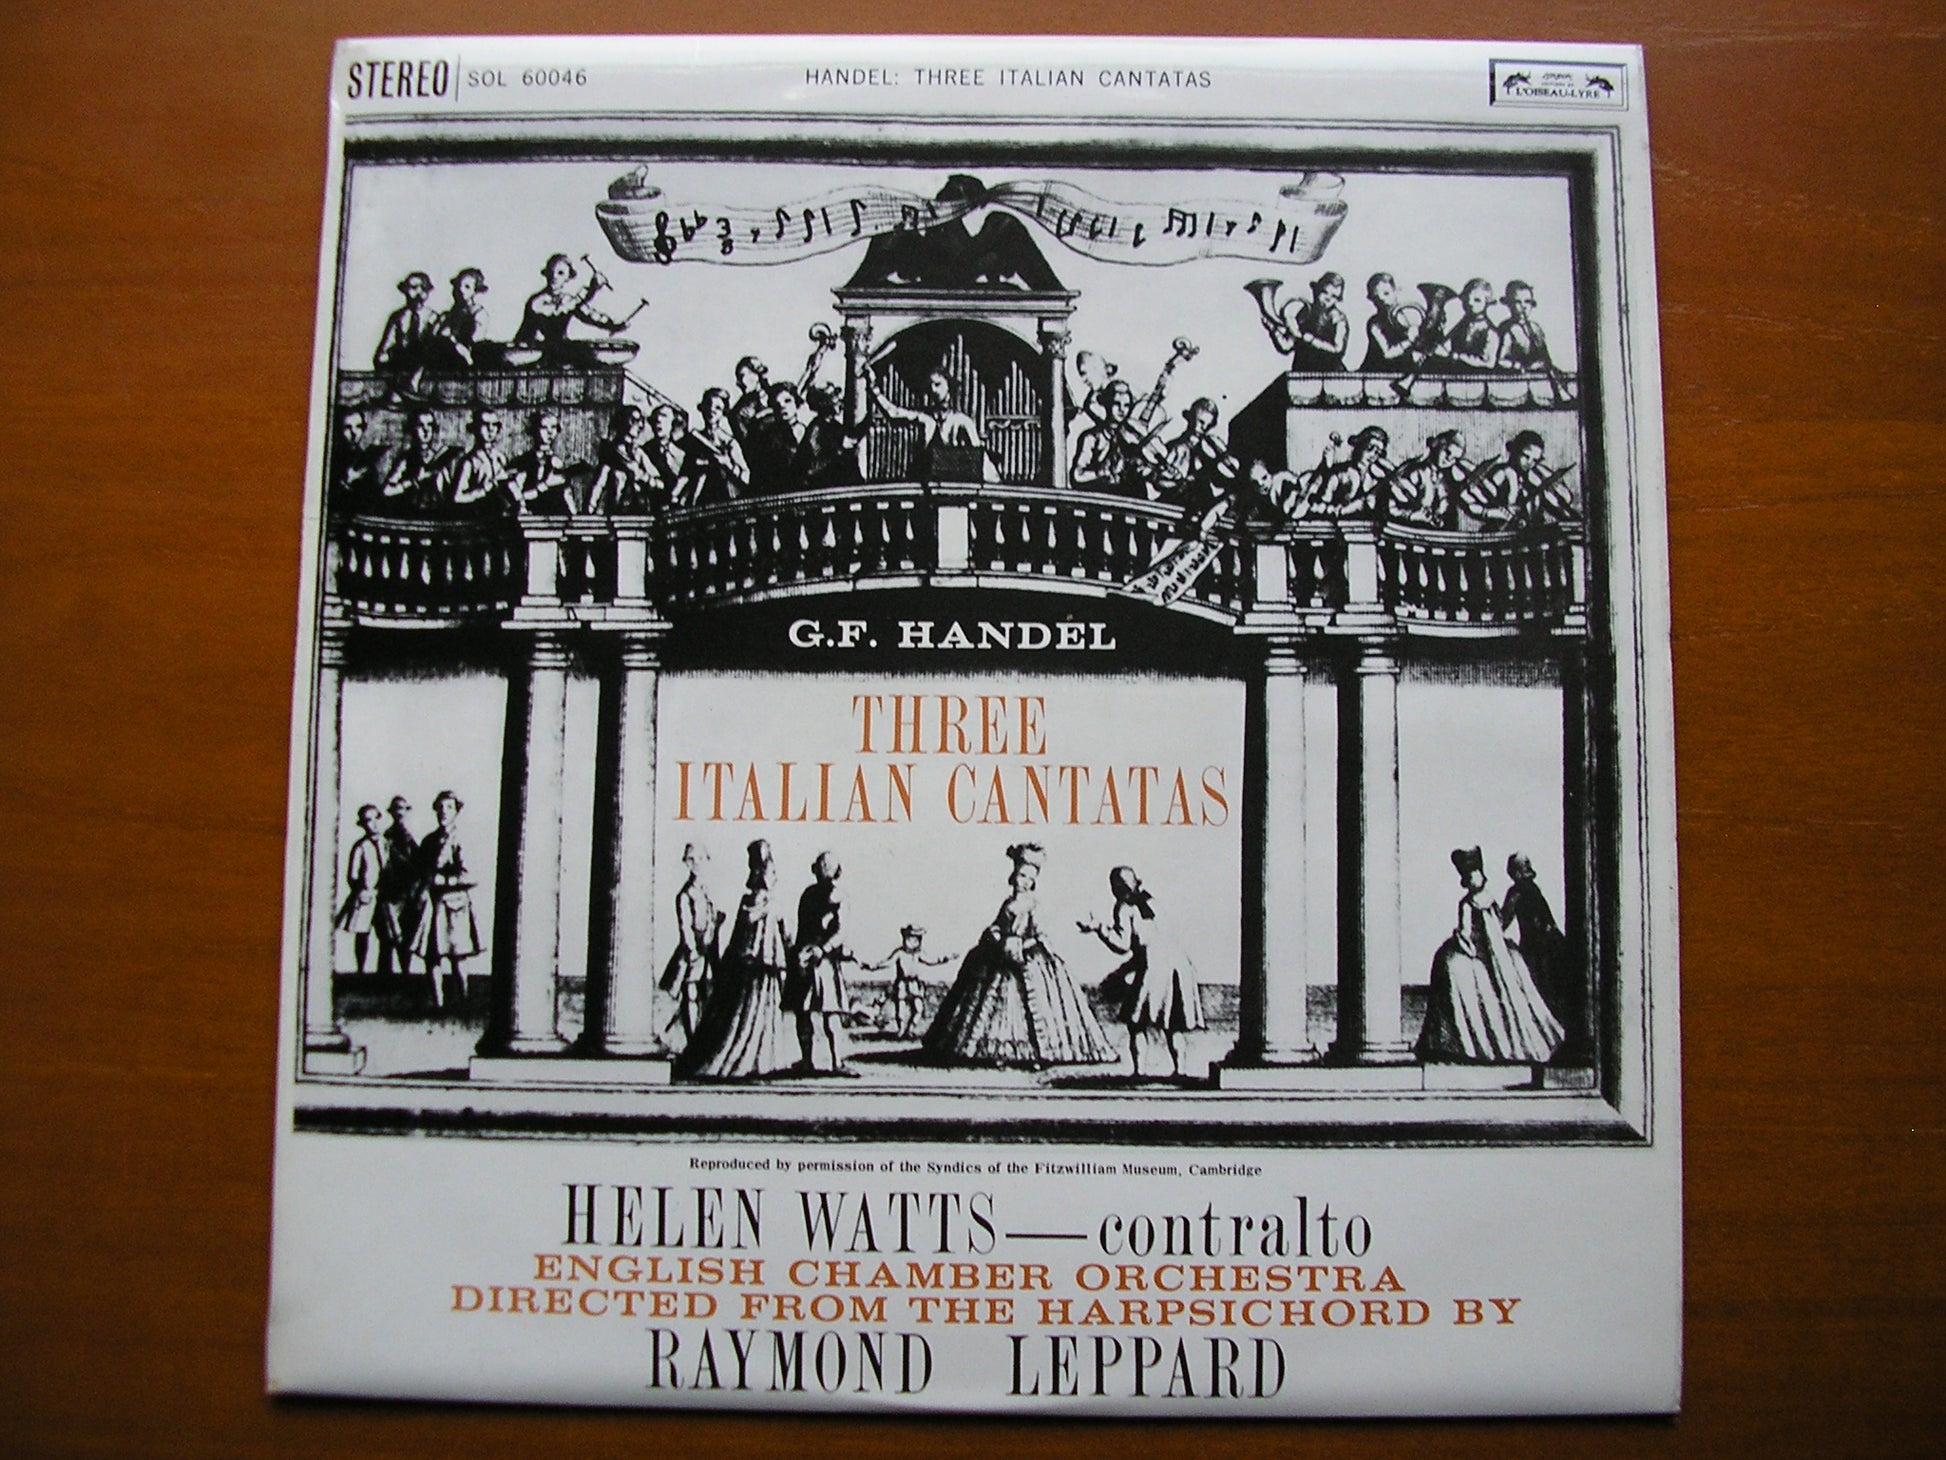 STEREO SOL 60046 HANDEL: THREE ITALIAN CANTATAS
L'OISEAU-LYRE
G.F. HANDEL
THREE
ITALIAN CANTATAS
Reproduced by permission of the Syndics of the Fitzwilliam Museum, Cambridge
HELEN WATTS—contralto
ENGLISH CHAMBER ORCHESTRA
DIRECTED FROM THE HARPSICHORD BY
RAYMOND LEPPARD